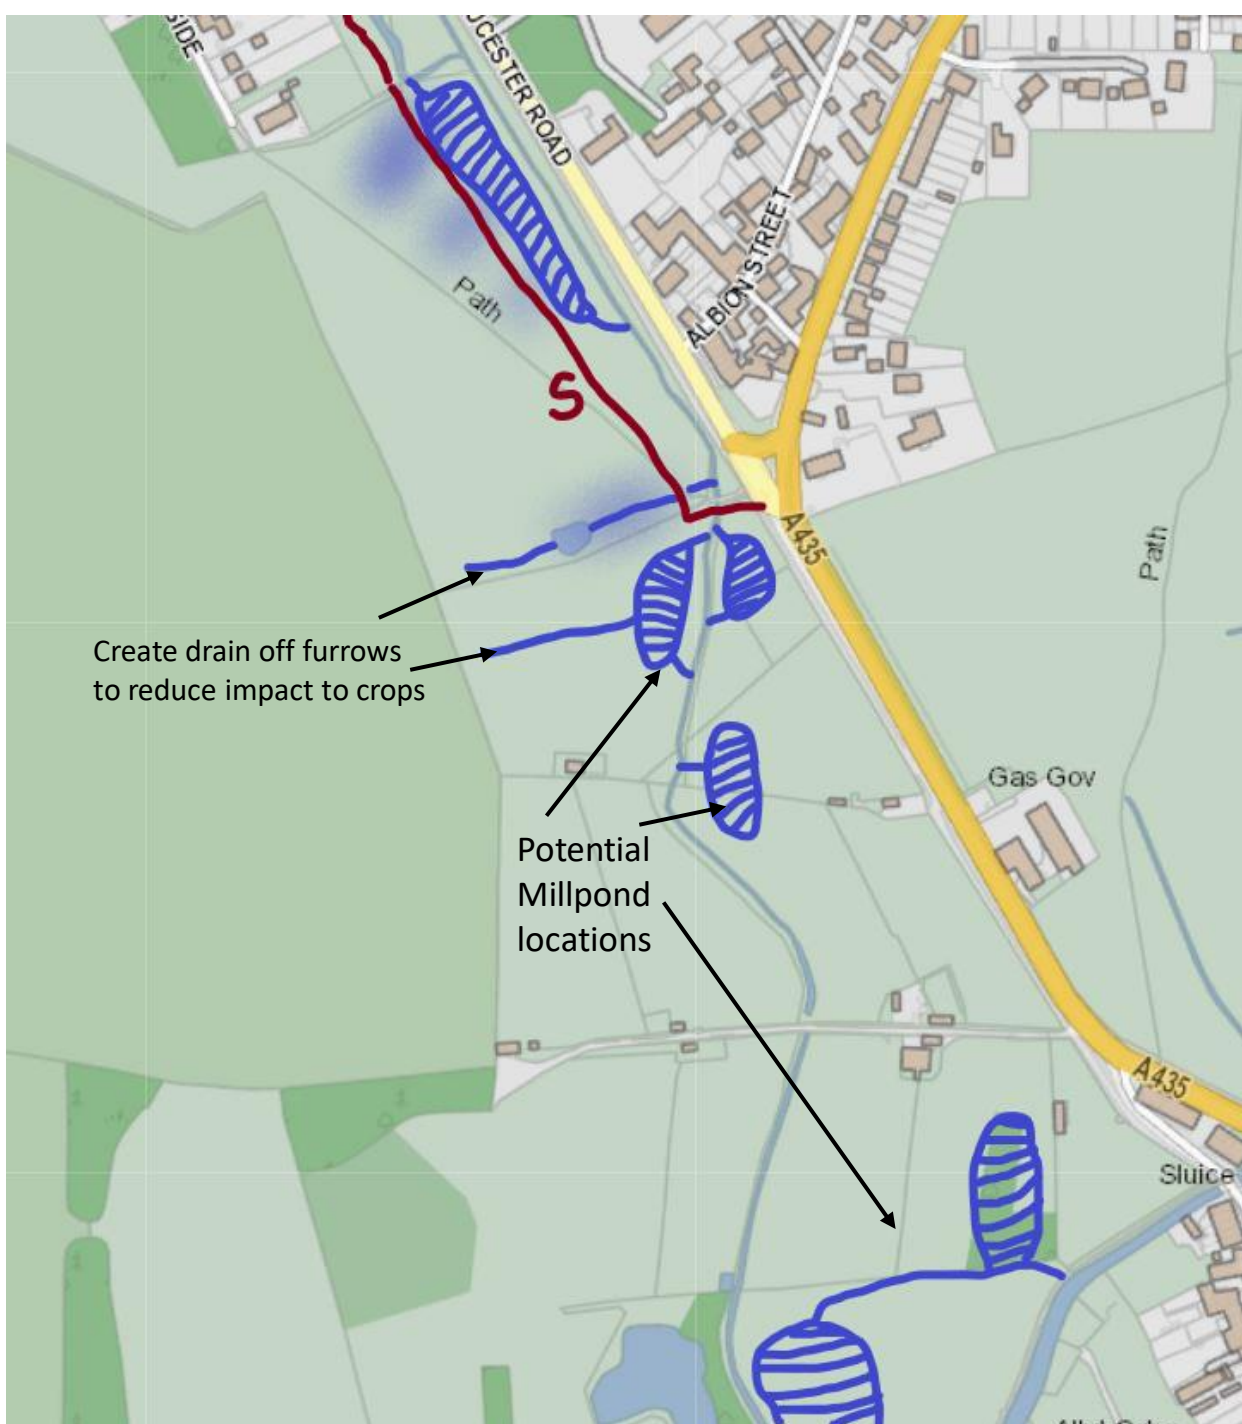 SIDE
UCESTER ROAD
ALBION STREET
Path
S
A435
Path
Create drain off furrows
to reduce impact to crops
Gas Gov
Potential
Millpond
locations
A435
Sluice